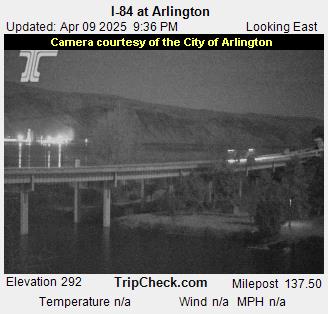 I-84 at Arlington
Updated: Apr 09 2025 9:36 PM Looking East
Camera courtesy of the City of Arlington
Elevation 292 TripCheck.com Milepost 137.50
Temperature n/a Wind n/a MPH n/a